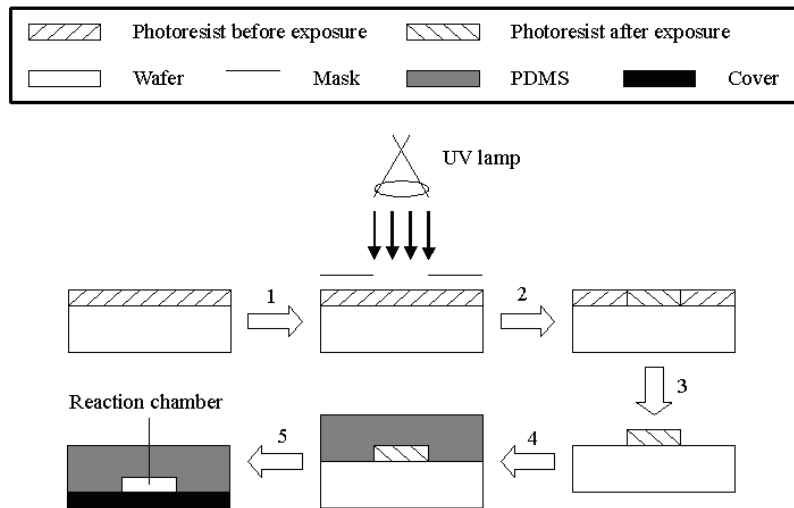 Photoresist before exposure Photoresist after exposure
Wafer Mask PDMS Cover
UV lamp
1 2
3
Reaction chamber
5 4